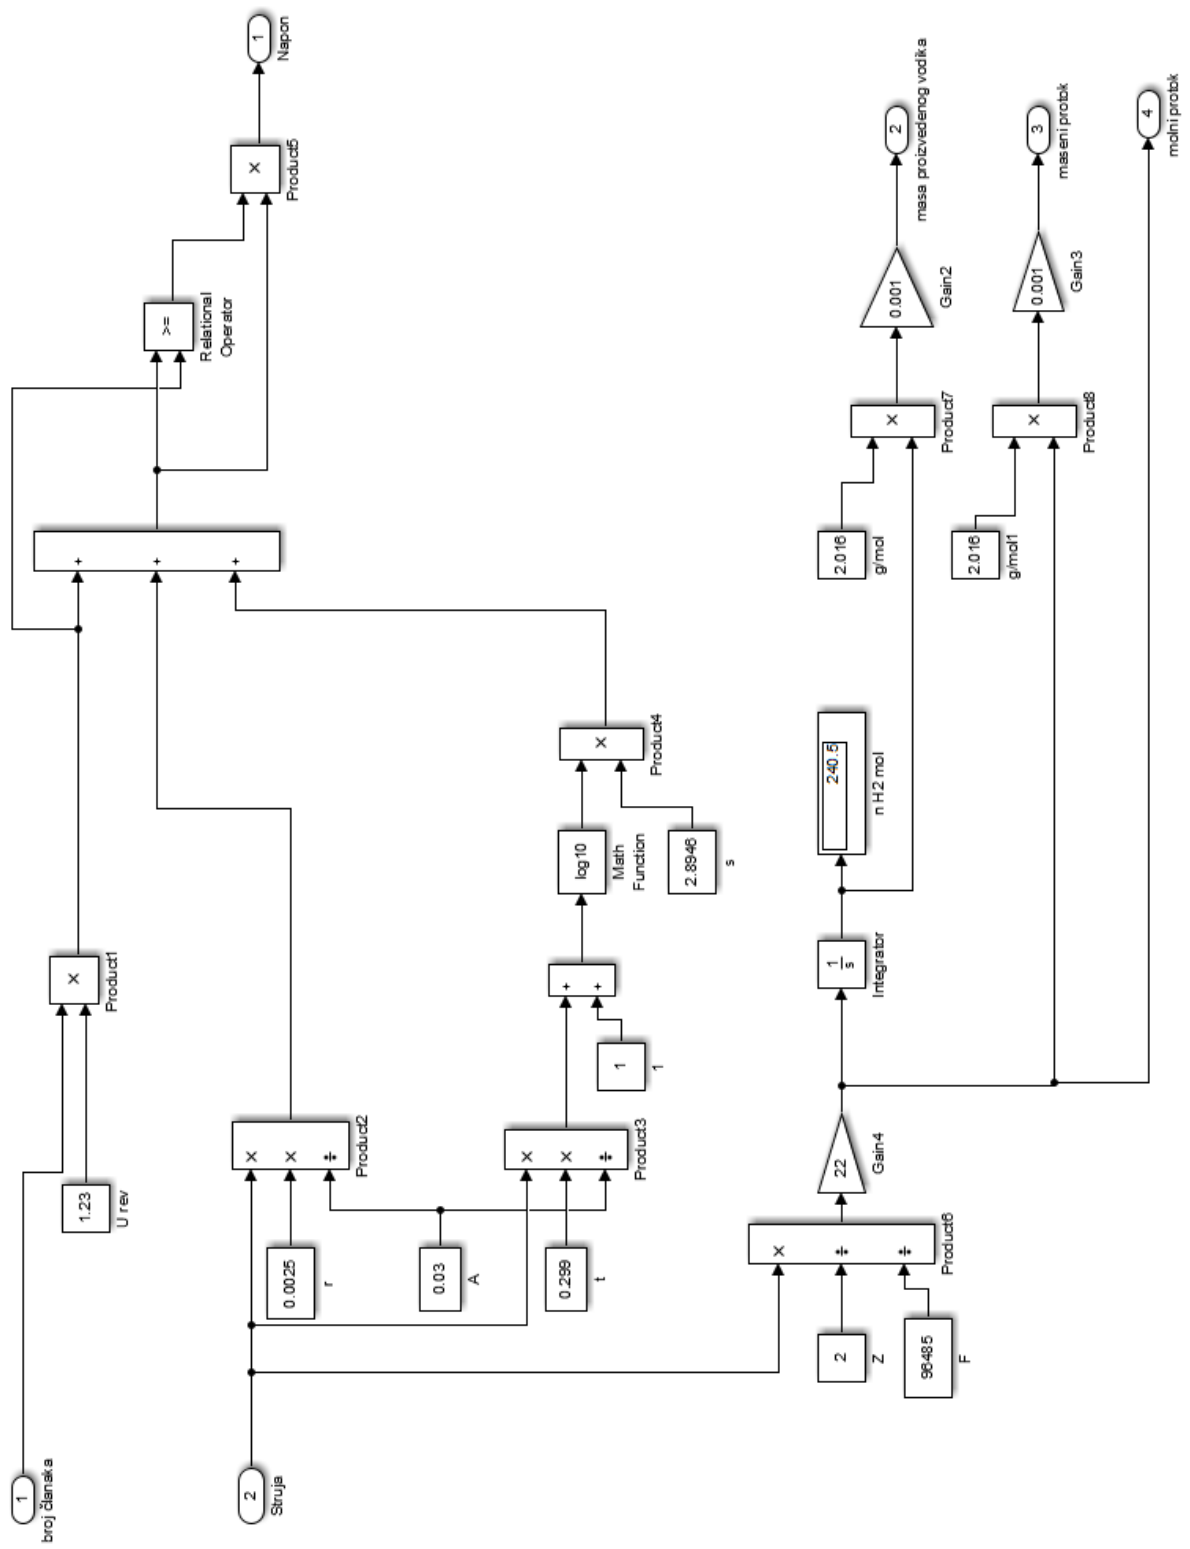 1
broj članaka
1.23
U rev
×
Product1
2
Struja
0.0025
r
0.03
A
0.299
t
×
×
÷
Product2
×
×
÷
Product3
1
1
+
+
log10
Math
Function
2.8946
s
×
Product4
+
+
+
>=
Relational
Operator
×
Product5
1
Napon
2
Z
96485
F
×
÷
÷
Product6
22
Gain4
1
s
Integrator
240.5
n H2 mol
2.016
g/mol
×
Product7
0.001
Gain2
2
masa proizvedenog vodika
2.016
g/mol1
×
Product8
0.001
Gain3
3
maseni protok
4
molni protok